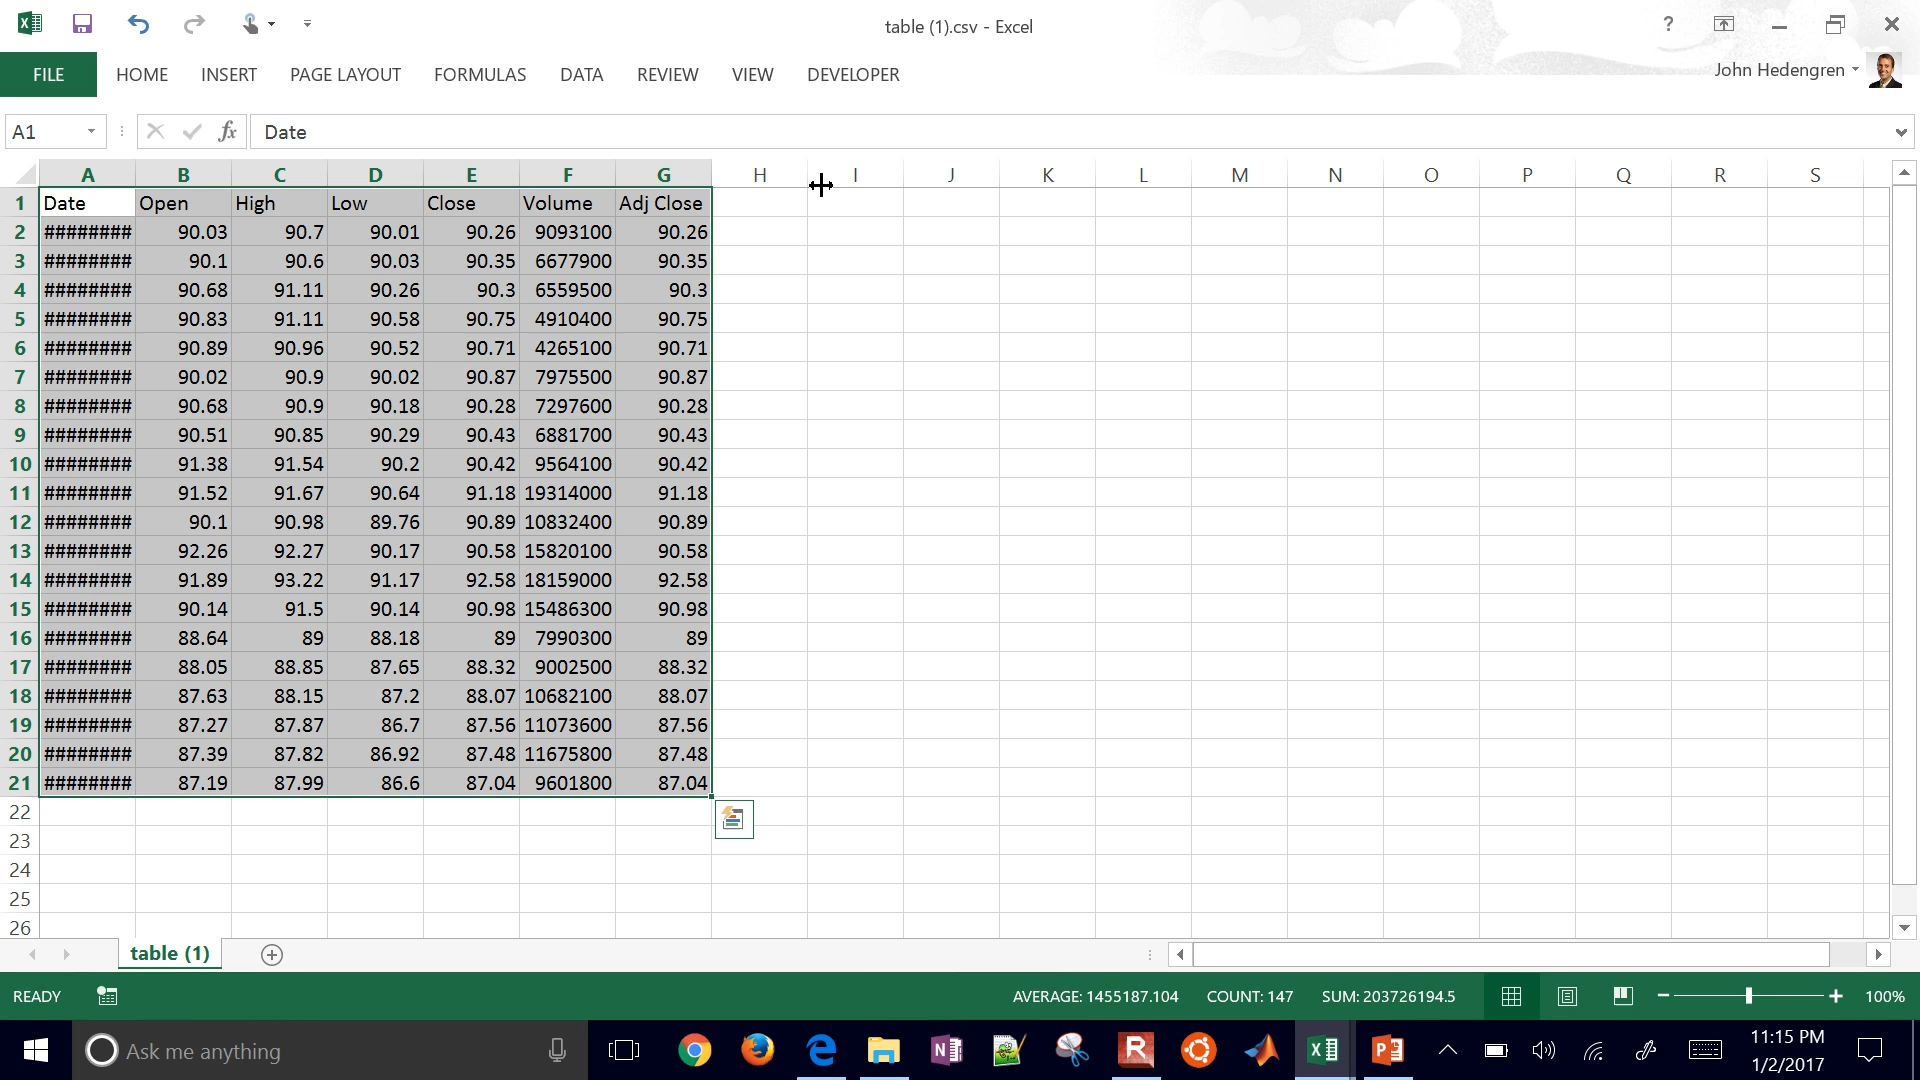 table (1).csv - Excel
?
FILE HOME INSERT PAGE LAYOUT FORMULAS DATA REVIEW VIEW DEVELOPER John Hedengren
A1 fx Date
A B C D E F G H I J K L M N O P Q R S
1 Date Open High Low Close Volume Adj Close
2 ######## 90.03 90.7 90.01 90.26 9093100 90.26
3 ######## 90.1 90.6 90.03 90.35 6677900 90.35
4 ######## 90.68 91.11 90.26 90.3 6559500 90.3
5 ######## 90.83 91.11 90.58 90.75 4910400 90.75
6 ######## 90.89 90.96 90.52 90.71 4265100 90.71
7 ######## 90.02 90.9 90.02 90.87 7975500 90.87
8 ######## 90.68 90.9 90.18 90.28 7297600 90.28
9 ######## 90.51 90.85 90.29 90.43 6881700 90.43
10 ######## 91.38 91.54 90.2 90.42 9564100 90.42
11 ######## 91.52 91.67 90.64 91.18 19314000 91.18
12 ######## 90.1 90.98 89.76 90.89 10832400 90.89
13 ######## 92.26 92.27 90.17 90.58 15820100 90.58
14 ######## 91.89 93.22 91.17 92.58 18159000 92.58
15 ######## 90.14 91.5 90.14 90.98 15486300 90.98
16 ######## 88.64 89 88.18 89 7990300 89
17 ######## 88.05 88.85 87.65 88.32 9002500 88.32
18 ######## 87.63 88.15 87.2 88.07 10682100 88.07
19 ######## 87.27 87.87 86.7 87.56 11073600 87.56
20 ######## 87.39 87.82 86.92 87.48 11675800 87.48
21 ######## 87.19 87.99 86.6 87.04 9601800 87.04
22
23
24
25
26
table (1)
READY AVERAGE: 1455187.104 COUNT: 147 SUM: 203726194.5 100%
Ask me anything
11:15 PM
1/2/2017